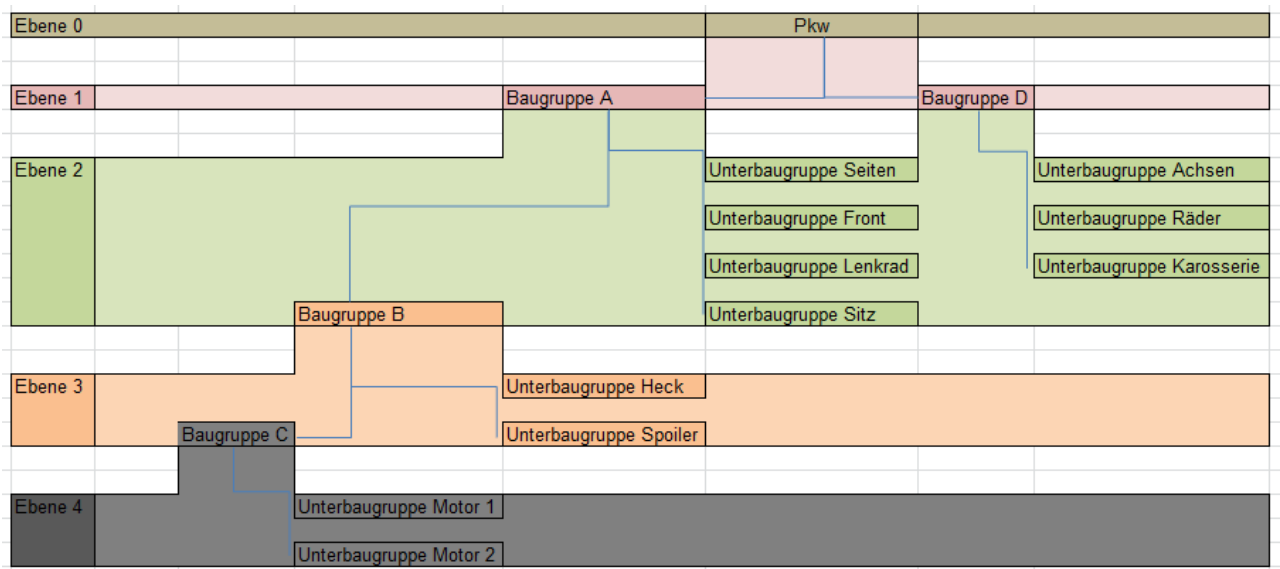 Ebene 0
Pkw
Ebene 1
Baugruppe A
Baugruppe D
Ebene 2
Unterbaugruppe Seiten
Unterbaugruppe Achsen
Unterbaugruppe Front
Unterbaugruppe Räder
Unterbaugruppe Lenkrad
Unterbaugruppe Karosserie
Baugruppe B
Unterbaugruppe Sitz
Ebene 3
Unterbaugruppe Heck
Baugruppe C
Unterbaugruppe Spoiler
Ebene 4
Unterbaugruppe Motor 1
Unterbaugruppe Motor 2